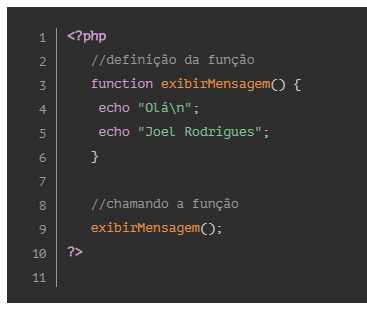 1 <?php
2 //definição da função
3 function exibirMensagem() {
4 echo "Olá\n";
5 echo "Joel Rodrigues";
6 }
7
8 //chamando a função
9 exibirMensagem();
10 ?>
11